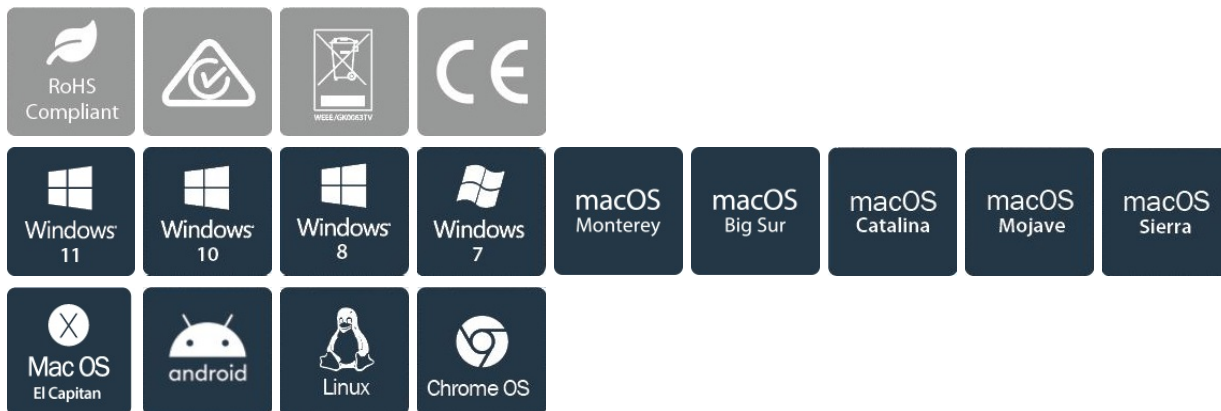 RoHS
Compliant
WEEE/GK0083TV
CE
Windows
11
Windows
10
Windows
8
Windows
7
macOS
Monterey
macOS
Big Sur
macOS
Catalina
macOS
Mojave
macOS
Sierra
X
Mac OS
El Capitan
android
Linux
Chrome OS